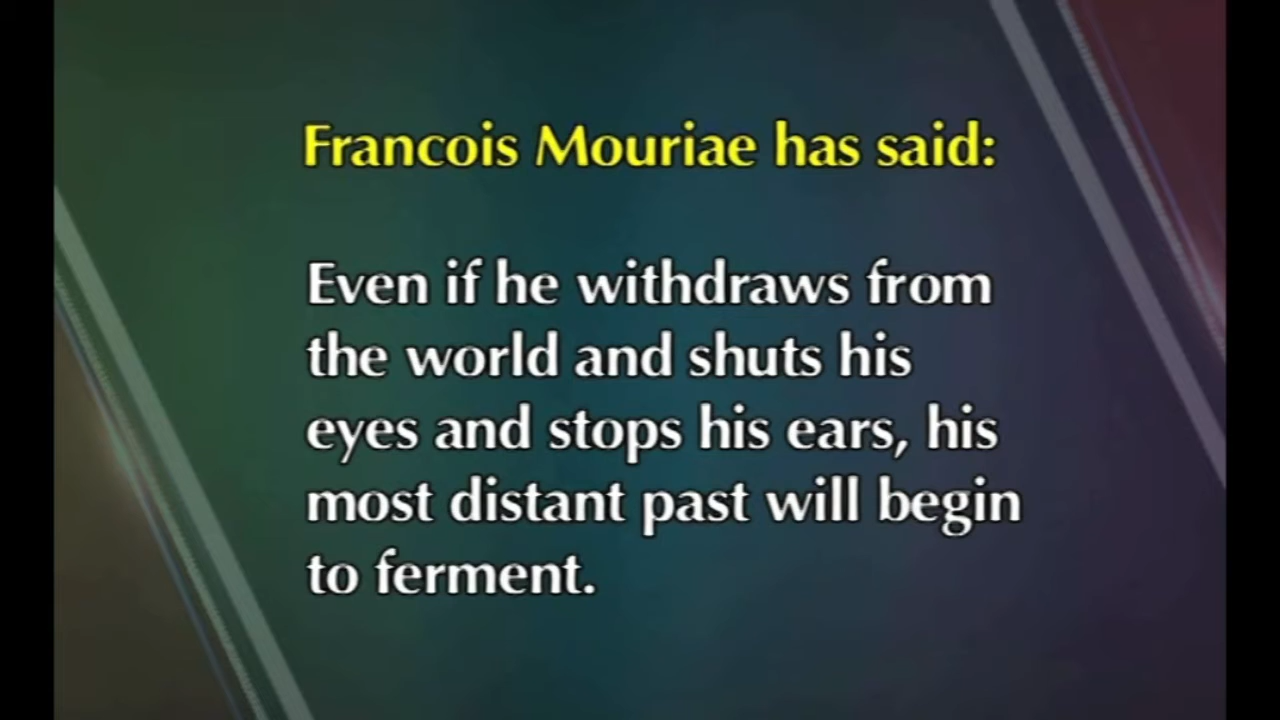 Francois Mouriae has said:
Even if he withdraws from
the world and shuts his
eyes and stops his ears, his
most distant past will begin
to ferment.